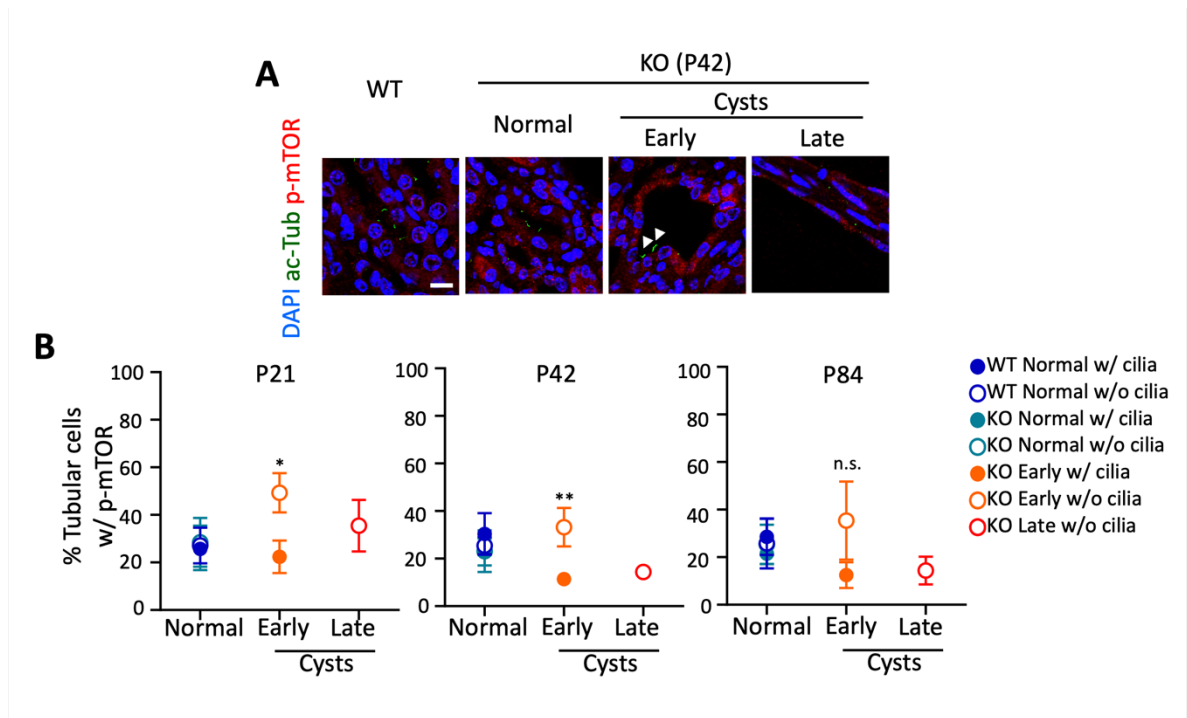 A
WT
KO (P42)
Normal
Cysts
Early
Late
DAPI ac-Tub p-mTOR
B
% Tubular cells
w/ p-mTOR
P21
100
80
60
40
20
0
*
Normal
Early
Late
Cysts
P42
100
80
60
40
20
0
**
Normal
Early
Late
Cysts
P84
100
80
60
40
20
0
n.s.
Normal
Early
Late
Cysts
WT Normal w/ cilia
WT Normal w/o cilia
KO Normal w/ cilia
KO Normal w/o cilia
KO Early w/ cilia
KO Early w/o cilia
KO Late w/o cilia